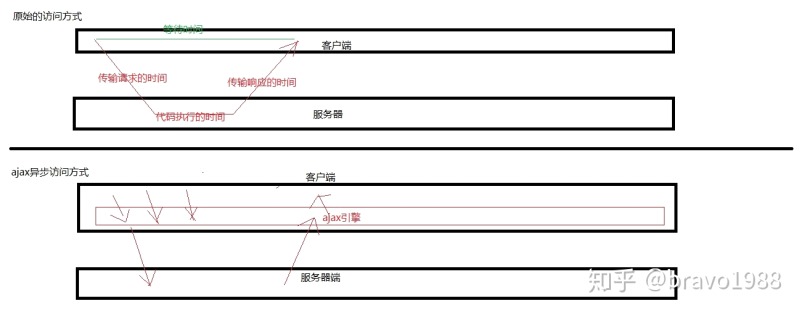 原始的访问方式
等待时间
客户端
传输请求的时间
传输响应的时间
代码执行的时间
服务器
ajax异步访问方式
客户端
ajax引擎
服务器端
知乎 @bravo1988